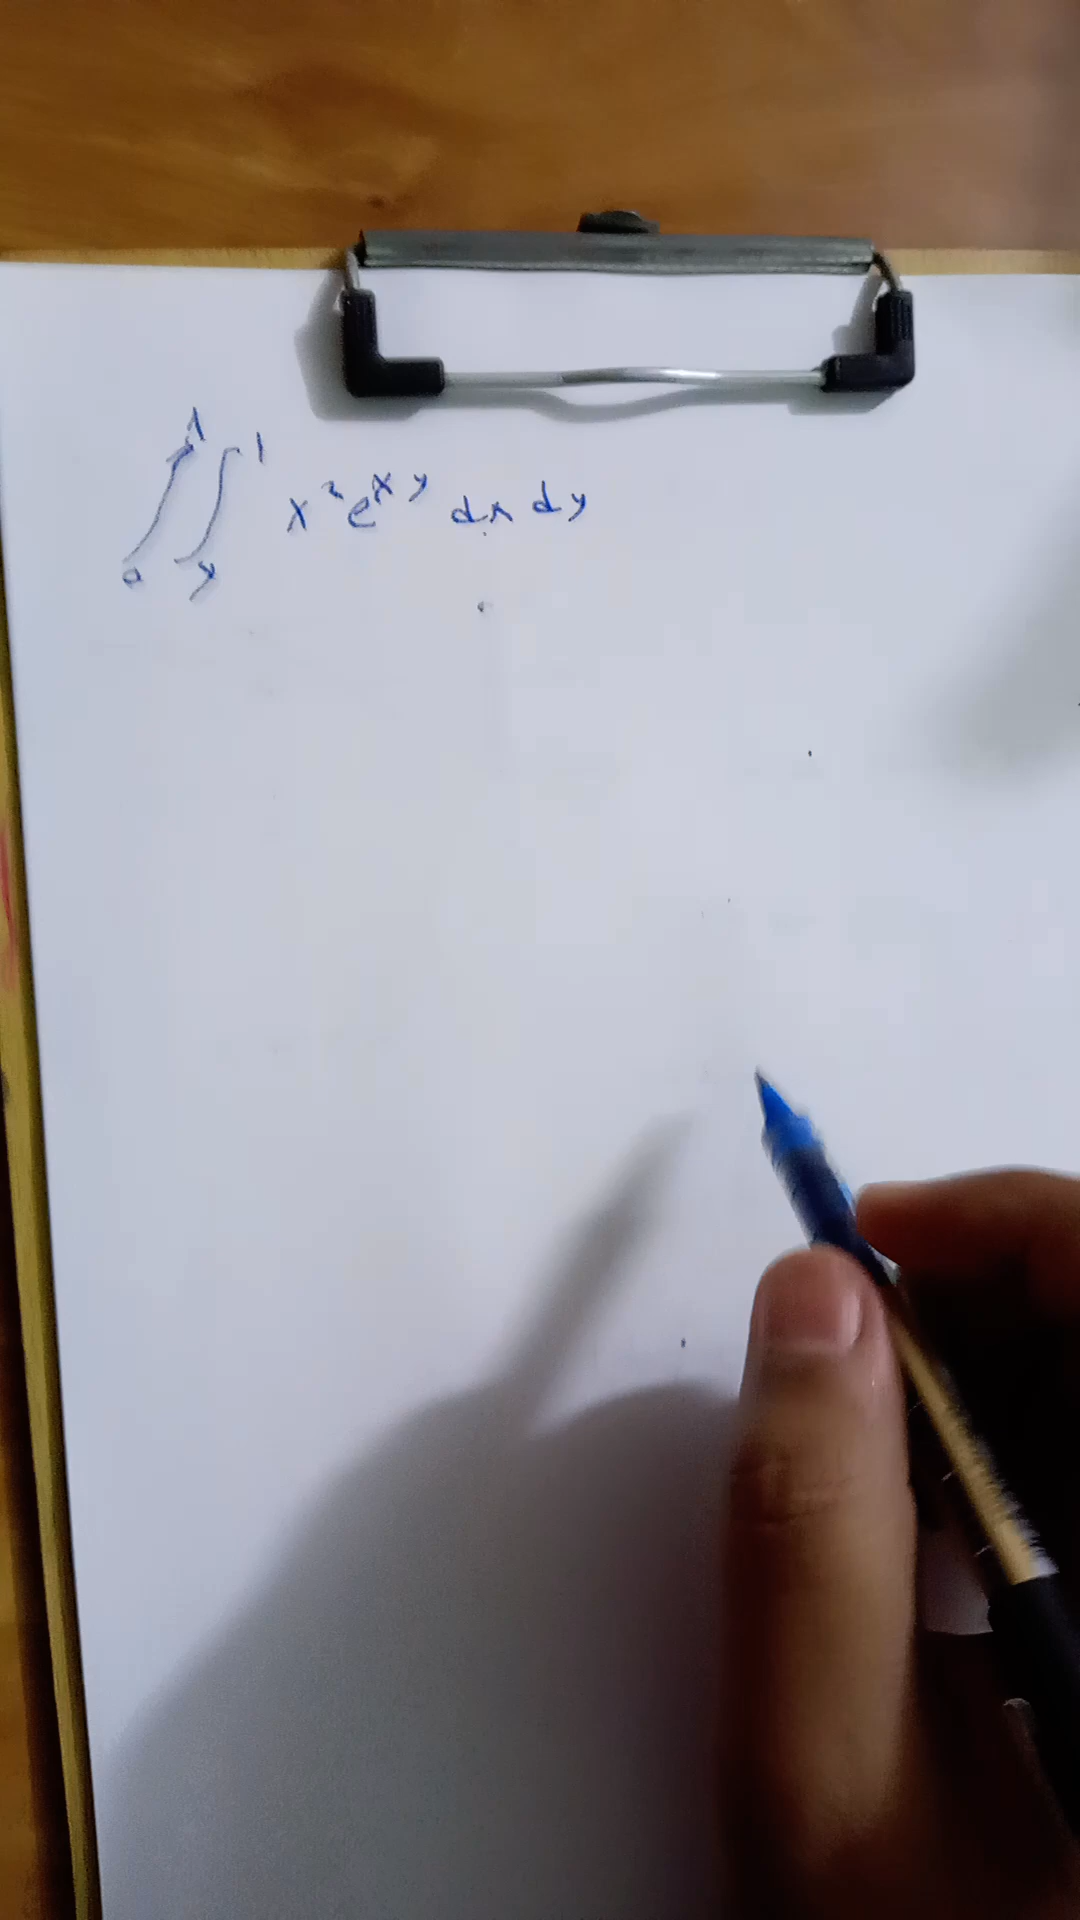 ∫₀¹ ∫ᵧ¹ x² e^{xy} dx dy